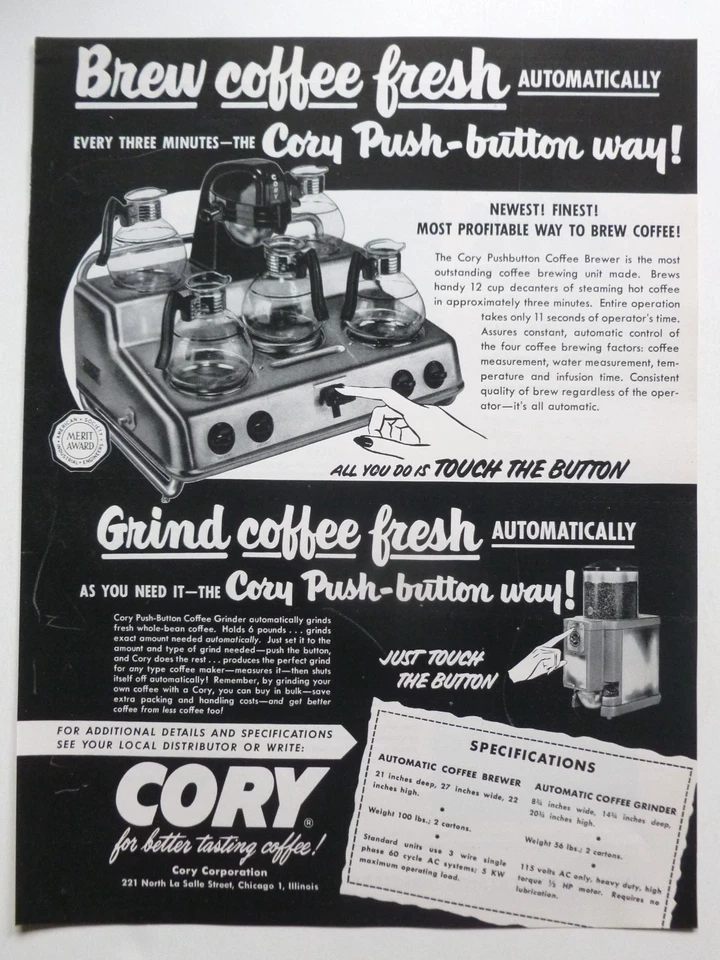 Brew coffee fresh AUTOMATICALLY
EVERY THREE MINUTES—THE Cory Push-button way!
CORY
NEWEST! FINEST!
MOST PROFITABLE WAY TO BREW COFFEE!
The Cory Pushbutton Coffee Brewer is the most
outstanding coffee brewing unit made. Brews
handy 12 cup decanters of steaming hot coffee
in approximately three minutes. Entire operation
takes only 11 seconds of operator's time.
Assures constant, automatic control of
the four coffee brewing factors: coffee
measurement, water measurement, tem-
perature and infusion time. Consistent
quality of brew regardless of the oper-
ator—it's all automatic.
AMERICAN SOCIETY
MERIT
AWARD
INDUSTRIAL ENGINEERS
ALL YOU DO IS TOUCH THE BUTTON
Grind coffee fresh AUTOMATICALLY
AS YOU NEED IT—THE Cory Push-button way!
Cory Push-Button Coffee Grinder automatically grinds
fresh whole-bean coffee. Holds 6 pounds . . . grinds
exact amount needed automatically. Just set it to the
amount and type of grind needed—push the button,
and Cory does the rest . . . produces the perfect grind
for any type coffee maker—measures it—then shuts
itself off automatically! Remember, by grinding your
own coffee with a Cory, you can buy in bulk—save
extra packing and handling costs—and get better
coffee from less coffee too!
JUST TOUCH
THE BUTTON
FOR ADDITIONAL DETAILS AND SPECIFICATIONS
SEE YOUR LOCAL DISTRIBUTOR OR WRITE:
CORY®
for better tasting coffee!
Cory Corporation
221 North La Salle Street, Chicago 1, Illinois
SPECIFICATIONS
AUTOMATIC COFFEE BREWER
21 inches deep, 27 inches wide, 22
inches high.
Weight 100 lbs.; 2 cartons.
Standard units use 3 wire single
phase 60 cycle AC systems; 5 KW
maximum operating load.
AUTOMATIC COFFEE GRINDER
inches wide, inches deep,
inches high.
Weight 56 lbs.; 2 cartons.
115 volts AC only, heavy duty, high
torque HP motor. Requires no
lubrication.